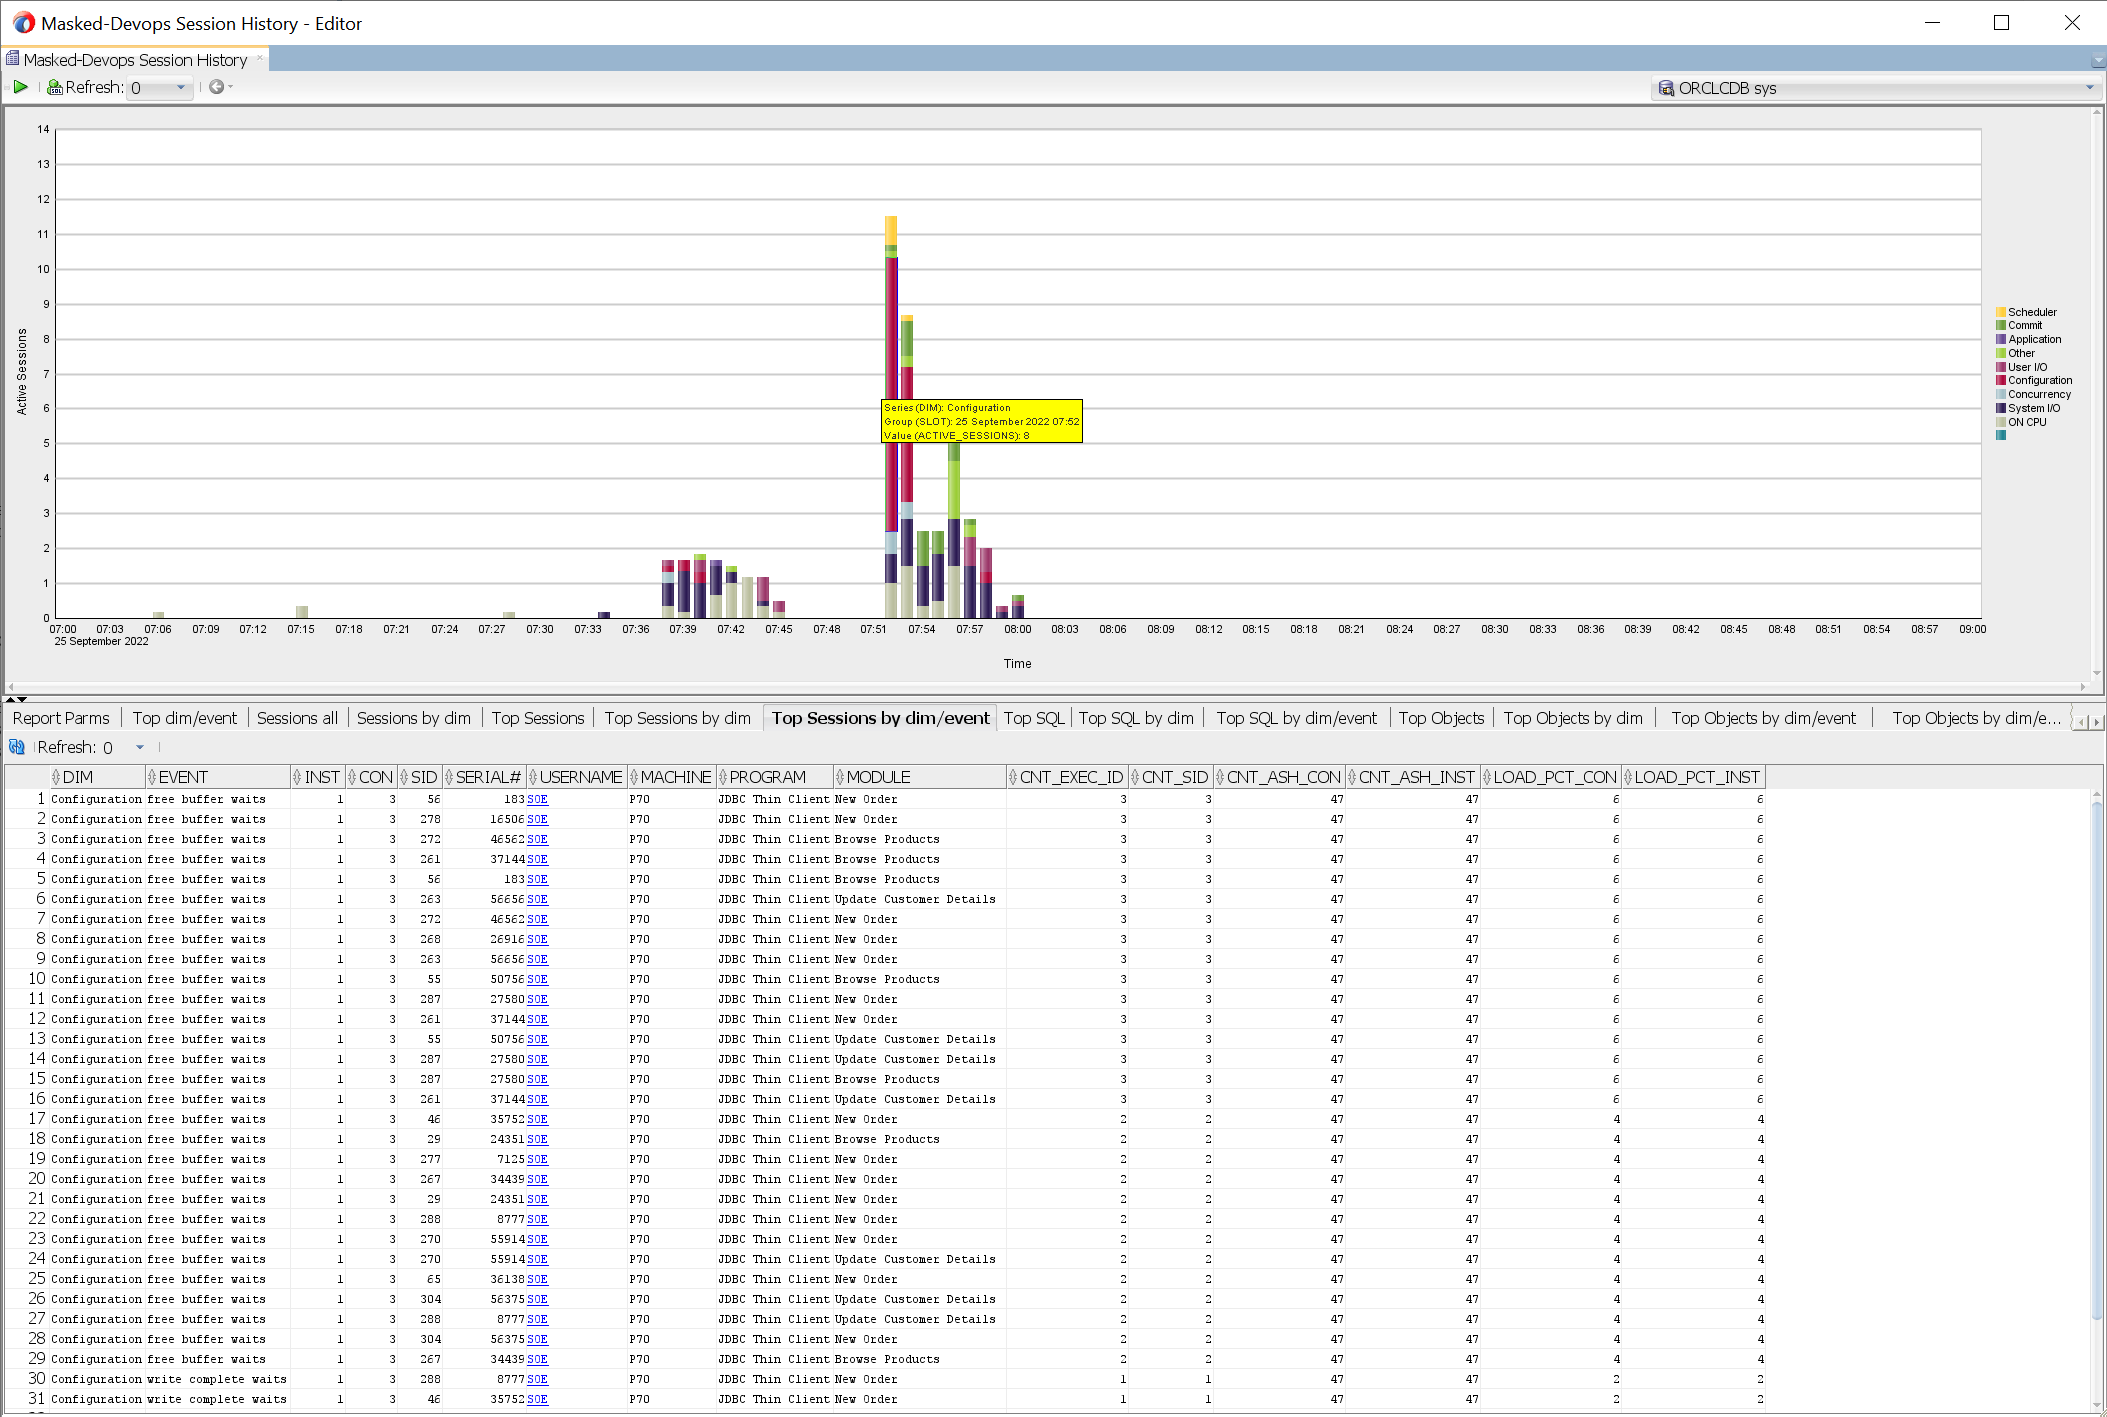 Masked-Devops Session History - Editor
Masked-Devops Session History
Refresh: 0
ORCLCDB sys
14
13
12
11
10
9
8
7
6
5
4
3
2
1
0
Active Sessions
Series (DIM): Configuration
Group (SLOT): 25 September 2022 07:52
Value (ACTIVE_SESSIONS): 8
Scheduler
Commit
Application
Other
User I/O
Configuration
Concurrency
System I/O
ON CPU
07:00 07:03 07:06 07:09 07:12 07:15 07:18 07:21 07:24 07:27 07:30 07:33 07:36 07:39 07:42 07:45 07:48 07:51 07:54 07:57 08:00 08:03 08:06 08:09 08:12 08:15 08:18 08:21 08:24 08:27 08:30 08:33 08:36 08:39 08:42 08:45 08:48 08:51 08:54 08:57 09:00
25 September 2022
Time
Report Parms Top dim/event Sessions all Sessions by dim Top Sessions Top Sessions by dim Top Sessions by dim/event Top SQL Top SQL by dim Top SQL by dim/event Top Objects Top Objects by dim Top Objects by dim/event Top Objects by dim/e...
Refresh: 0
DIM EVENT INST CON SID SERIAL# USERNAME MACHINE PROGRAM MODULE CNT_EXEC_ID CNT_SID CNT_ASH_CON CNT_ASH_INST LOAD_PCT_CON LOAD_PCT_INST
1 Configuration free buffer waits 1 3 56 183 SOE P70 JDBC Thin Client New Order 3 3 47 47 6 6
2 Configuration free buffer waits 1 3 278 16506 SOE P70 JDBC Thin Client New Order 3 3 47 47 6 6
3 Configuration free buffer waits 1 3 272 46562 SOE P70 JDBC Thin Client Browse Products 3 3 47 47 6 6
4 Configuration free buffer waits 1 3 261 37144 SOE P70 JDBC Thin Client Browse Products 3 3 47 47 6 6
5 Configuration free buffer waits 1 3 56 183 SOE P70 JDBC Thin Client Browse Products 3 3 47 47 6 6
6 Configuration free buffer waits 1 3 263 56656 SOE P70 JDBC Thin Client Update Customer Details 3 3 47 47 6 6
7 Configuration free buffer waits 1 3 272 46562 SOE P70 JDBC Thin Client New Order 3 3 47 47 6 6
8 Configuration free buffer waits 1 3 268 26916 SOE P70 JDBC Thin Client New Order 3 3 47 47 6 6
9 Configuration free buffer waits 1 3 263 56656 SOE P70 JDBC Thin Client New Order 3 3 47 47 6 6
10 Configuration free buffer waits 1 3 55 50756 SOE P70 JDBC Thin Client Browse Products 3 3 47 47 6 6
11 Configuration free buffer waits 1 3 287 27580 SOE P70 JDBC Thin Client New Order 3 3 47 47 6 6
12 Configuration free buffer waits 1 3 261 37144 SOE P70 JDBC Thin Client New Order 3 3 47 47 6 6
13 Configuration free buffer waits 1 3 55 50756 SOE P70 JDBC Thin Client Update Customer Details 3 3 47 47 6 6
14 Configuration free buffer waits 1 3 287 27580 SOE P70 JDBC Thin Client Update Customer Details 3 3 47 47 6 6
15 Configuration free buffer waits 1 3 287 27580 SOE P70 JDBC Thin Client Browse Products 3 3 47 47 6 6
16 Configuration free buffer waits 1 3 261 37144 SOE P70 JDBC Thin Client Update Customer Details 3 3 47 47 6 6
17 Configuration free buffer waits 1 3 46 35752 SOE P70 JDBC Thin Client New Order 2 2 47 47 4 4
18 Configuration free buffer waits 1 3 29 24351 SOE P70 JDBC Thin Client Browse Products 2 2 47 47 4 4
19 Configuration free buffer waits 1 3 277 7125 SOE P70 JDBC Thin Client New Order 2 2 47 47 4 4
20 Configuration free buffer waits 1 3 267 34439 SOE P70 JDBC Thin Client New Order 2 2 47 47 4 4
21 Configuration free buffer waits 1 3 29 24351 SOE P70 JDBC Thin Client New Order 2 2 47 47 4 4
22 Configuration free buffer waits 1 3 288 8777 SOE P70 JDBC Thin Client New Order 2 2 47 47 4 4
23 Configuration free buffer waits 1 3 270 55914 SOE P70 JDBC Thin Client New Order 2 2 47 47 4 4
24 Configuration free buffer waits 1 3 270 55914 SOE P70 JDBC Thin Client Update Customer Details 2 2 47 47 4 4
25 Configuration free buffer waits 1 3 65 36138 SOE P70 JDBC Thin Client New Order 2 2 47 47 4 4
26 Configuration free buffer waits 1 3 304 56375 SOE P70 JDBC Thin Client Update Customer Details 2 2 47 47 4 4
27 Configuration free buffer waits 1 3 288 8777 SOE P70 JDBC Thin Client Update Customer Details 2 2 47 47 4 4
28 Configuration free buffer waits 1 3 304 56375 SOE P70 JDBC Thin Client New Order 2 2 47 47 4 4
29 Configuration free buffer waits 1 3 267 34439 SOE P70 JDBC Thin Client Browse Products 2 2 47 47 4 4
30 Configuration write complete waits 1 3 288 8777 SOE P70 JDBC Thin Client New Order 1 1 47 47 2 2
31 Configuration write complete waits 1 3 46 35752 SOE P70 JDBC Thin Client New Order 1 1 47 47 2 2